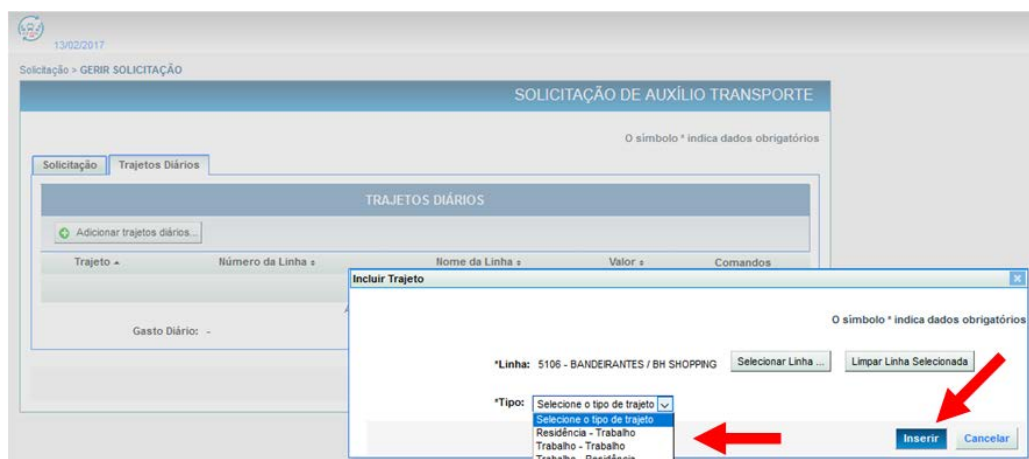 13/02/2017
Solicitação > GERIR SOLICITAÇÃO
SOLICITAÇÃO DE AUXÍLIO TRANSPORTE
O símbolo * indica dados obrigatórios
Solicitação Trajetos Diários
TRAJETOS DIÁRIOS
Adicionar trajetos diários...
Trajeto Número da Linha Nome da Linha Valor Comandos
Incluir Trajeto
O símbolo * indica dados obrigatórios
Gasto Diário: -
*Linha: 5106 - BANDEIRANTES / BH SHOPPING Selecionar Linha ... Limpar Linha Selecionada
*Tipo: Selecione o tipo de trajeto
Selecione o tipo de trajeto
Residência - Trabalho
Trabalho - Trabalho
Trabalho - Residência
Inserir Cancelar